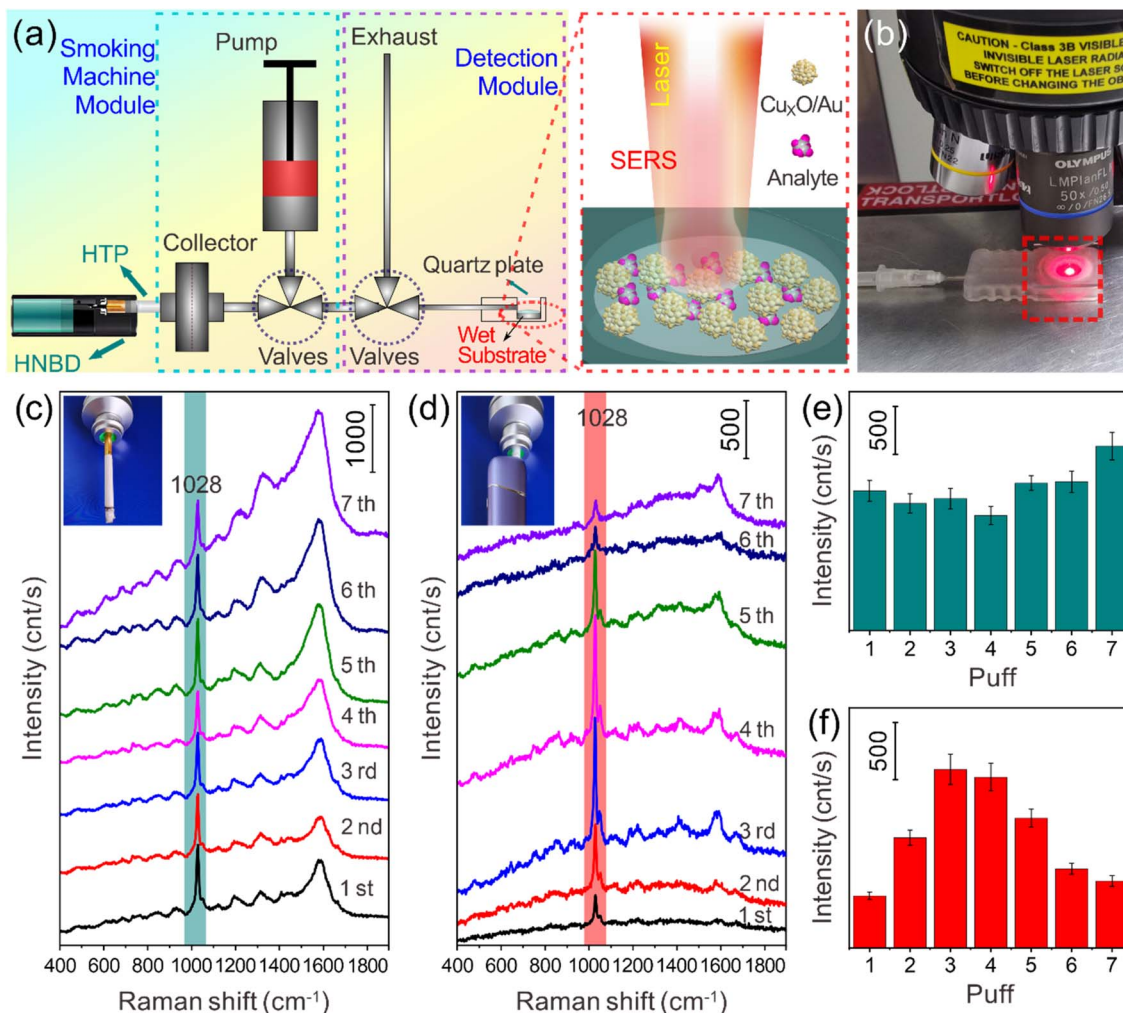 (a)
Smoking
Machine
Module
Pump
Exhaust
Detection
Module
Collector
HTP
HNBD
Valves
Valves
Quartz plate
Wet
Substrate
Laser
SERS
CuₓO/Au
Analyte
(b)
CAUTION - Class 3B VISIBLE
INVISIBLE LASER RADIA
SWITCH OFF THE LASER SO
BEFORE CHANGING THE OB
OLYMPUS
LMPlanFL N
50x/0.50
∞/0/FN26.5
TRANSPORTLOCK
(c)
1028
1000
7 th
6 th
5 th
4 th
3 rd
2 nd
1 st
Intensity (cnt/s)
400 600 800 1000 1200 1400 1600 1800
Raman shift (cm⁻¹)
(d)
1028
500
7 th
6 th
5 th
4 th
3 rd
2 nd
1 st
Intensity (cnt/s)
400 600 800 1000 1200 1400 1600 1800
Raman shift (cm⁻¹)
(e)
500
Intensity (cnt/s)
1 2 3 4 5 6 7
Puff
(f)
500
Intensity (cnt/s)
1 2 3 4 5 6 7
Puff